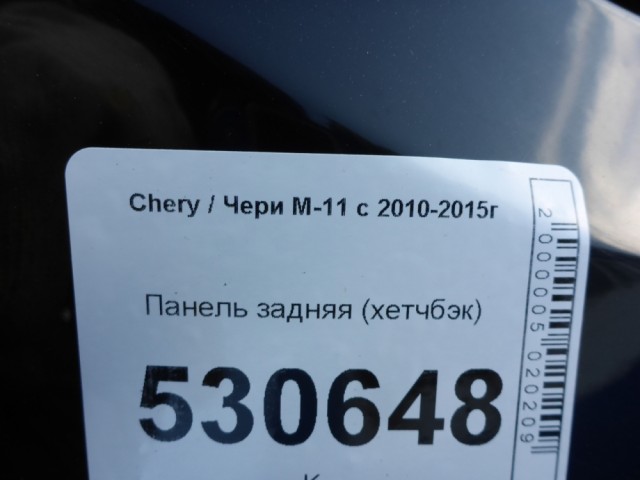 Chery / Чери М-11 с 2010-2015г
Панель задняя (хетчбэк)
530648
2000005020209